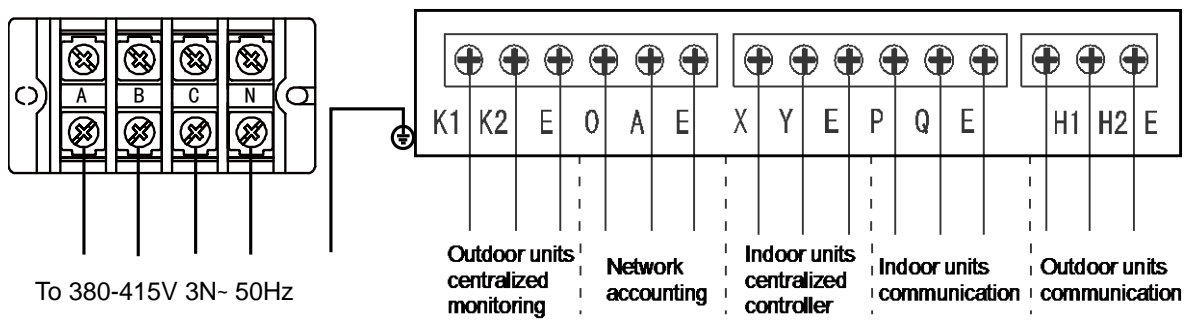 A B C N
To 380-415V 3N~ 50Hz
K1 K2 E O A E X Y E P Q E H1 H2 E
Outdoor units
centralized
monitoring
Network
accounting
Indoor units
centralized
controller
Indoor units
communication
Outdoor units
communication